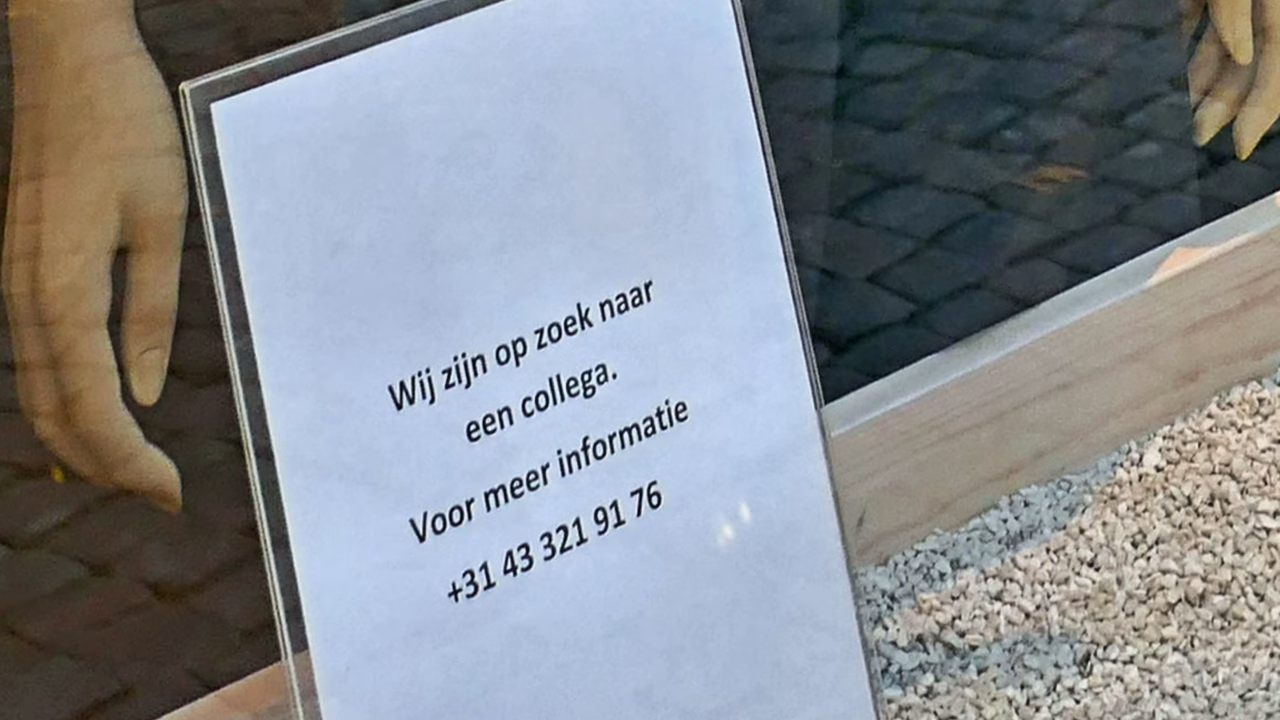 Wij zijn op zoek naar
een collega.
Voor meer informatie
+31 43 321 91 76